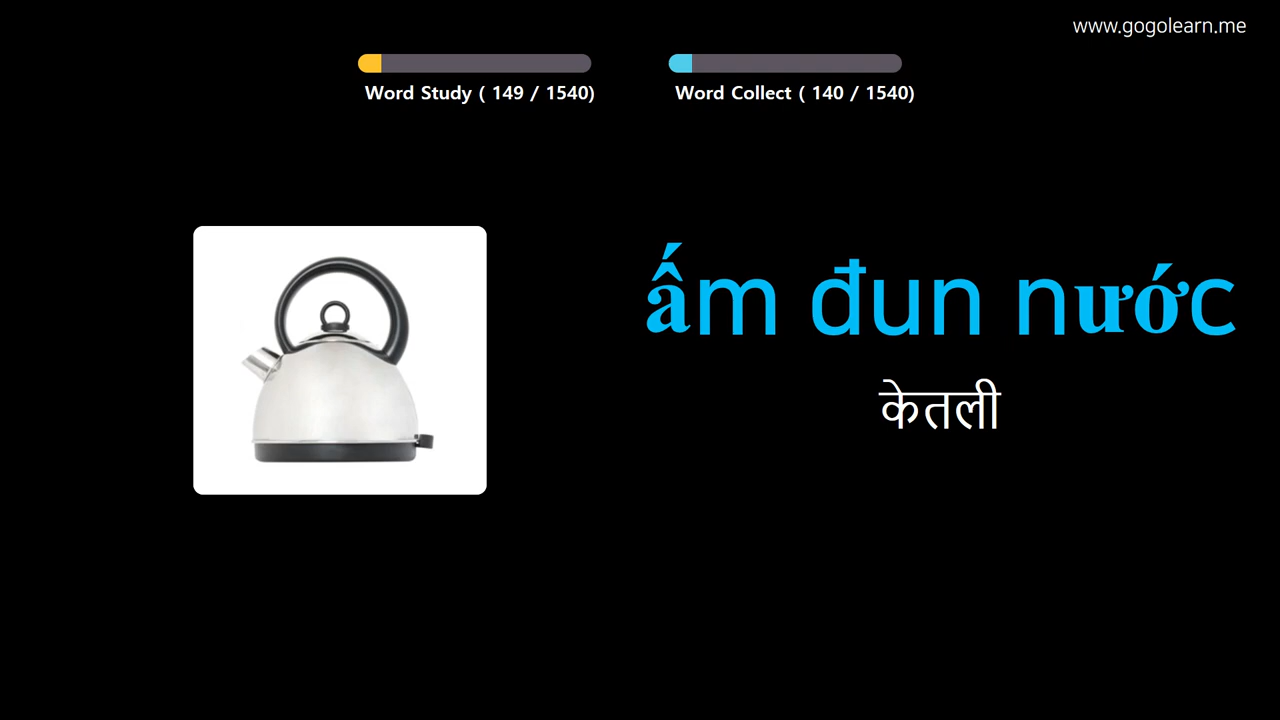 www.gogolearn.me
Word Study ( 149 / 1540)
Word Collect ( 140 / 1540)
ấm đun nước
केतली